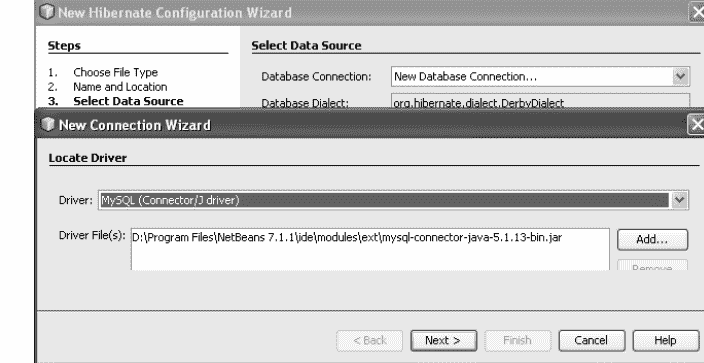 New Hibernate Configuration Wizard
Steps
Select Data Source
1. Choose File Type
Database Connection: New Database Connection...
2. Name and Location
3. Select Data Source
Database Dialect: org.hibernate.dialect.DerbyDialect
New Connection Wizard
Locate Driver
Driver: MySQL (Connector/J driver)
Driver File(s): D:\Program Files\NetBeans 7.1.1\ide\modules\ext\mysql-connector-java-5.1.13-bin.jar
Add...
Remove
< Back Next > Finish Cancel Help